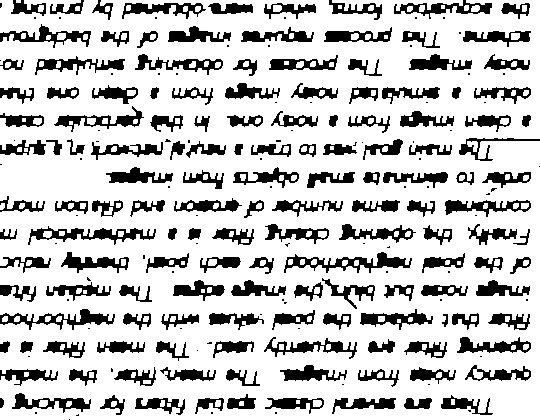 There are several classic spatial filters for reducing
quency noise from images. The mean filter, the median
opening filter are frequently used. The mean filter is a
filter that replaces the pixel values with the neighborhoo
image noise but blurs the image edges. The median filte
of the pixel neighborhood for each pixel, thereby reduc
Finally, the opening closing filter is a mathematical m
combines the same number of erosion and dilation morp
order to eliminate small objects from images.
The main goal was to train a neural network in a super
a clean image from a noisy one. In this particular case,
obtain a simulated noisy image from a clean one than
noisy images. The process for obtaining simulated no
scheme. This process requires images of the backgroun
the acquisition forms, which were obtained by printing